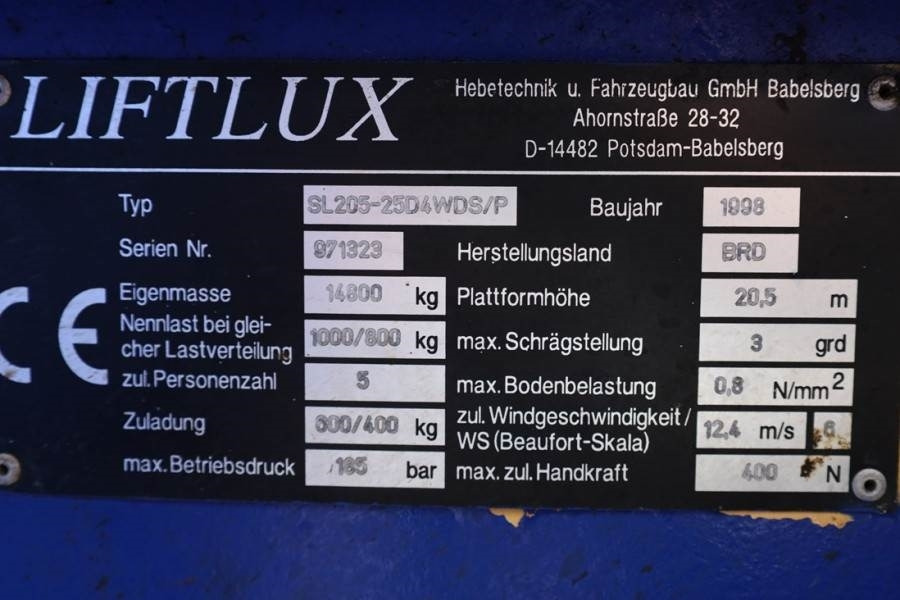 LIFTLUX
Hebetechnik u. Fahrzeugbau GmbH Babelsberg
Ahornstraße 28-32
D-14482 Potsdam-Babelsberg
Typ SL205-25D4WDS/P Baujahr 1998
Serien Nr. 971323 Herstellungsland BRD
Eigenmasse 14800 kg Plattformhöhe 20,5 m
Nennlast bei glei-
cher Lastverteilung 1000/800 kg max. Schrägstellung 3 grd
zul. Personenzahl 5 max. Bodenbelastung 0,8 N/mm²
Zuladung 600/400 kg zul. Windgeschwindigkeit/
WS (Beaufort-Skala) 12,4 m/s 6
max. Betriebsdruck 185 bar max. zul. Handkraft 400 N
CE